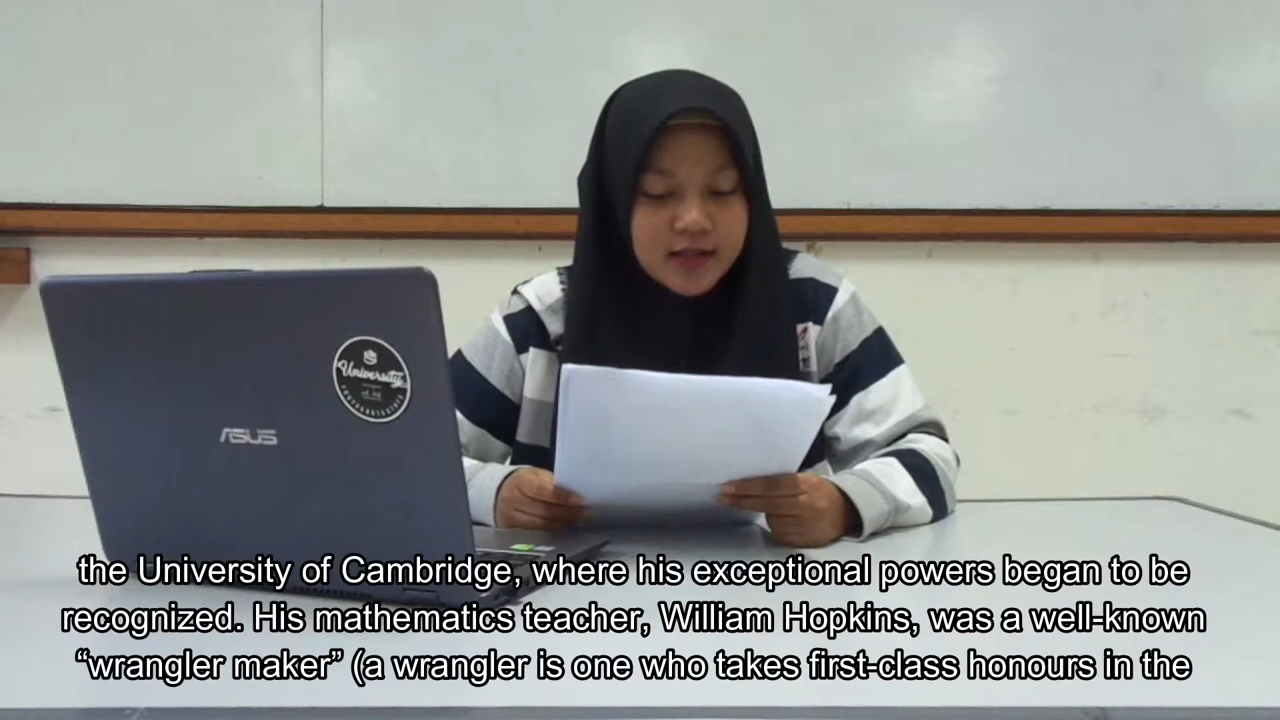 University
ASUS
the University of Cambridge, where his exceptional powers began to be
recognized. His mathematics teacher, William Hopkins, was a well-known
“wrangler maker” (a wrangler is one who takes first-class honours in the